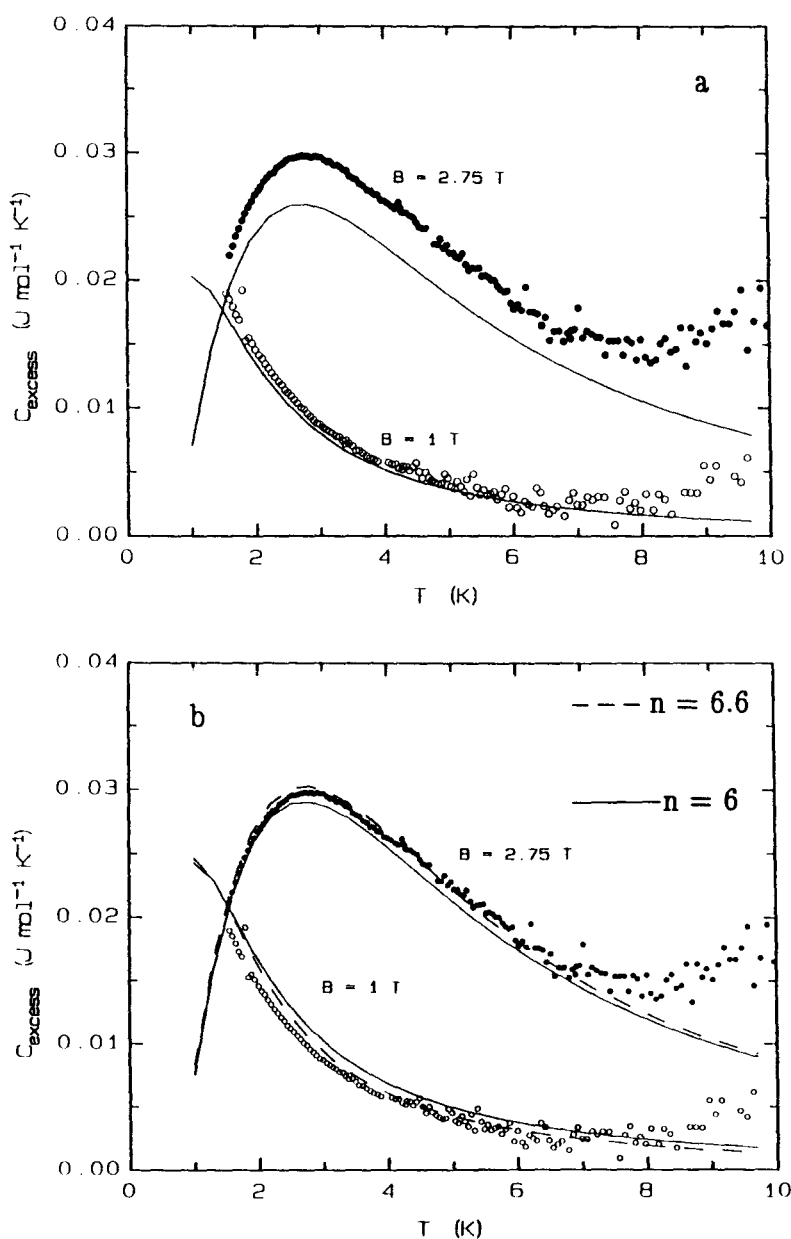 0.04
0.03
0.02
0.01
0.00
C_excess (J mol⁻¹ K⁻¹)
a
B = 2.75 T
B = 1 T
0 2 4 6 8 10
T (K)
0.04
0.03
0.02
0.01
0.00
C_excess (J mol⁻¹ K⁻¹)
b
n = 6.6
n = 6
B = 2.75 T
B = 1 T
0 2 4 6 8 10
T (K)